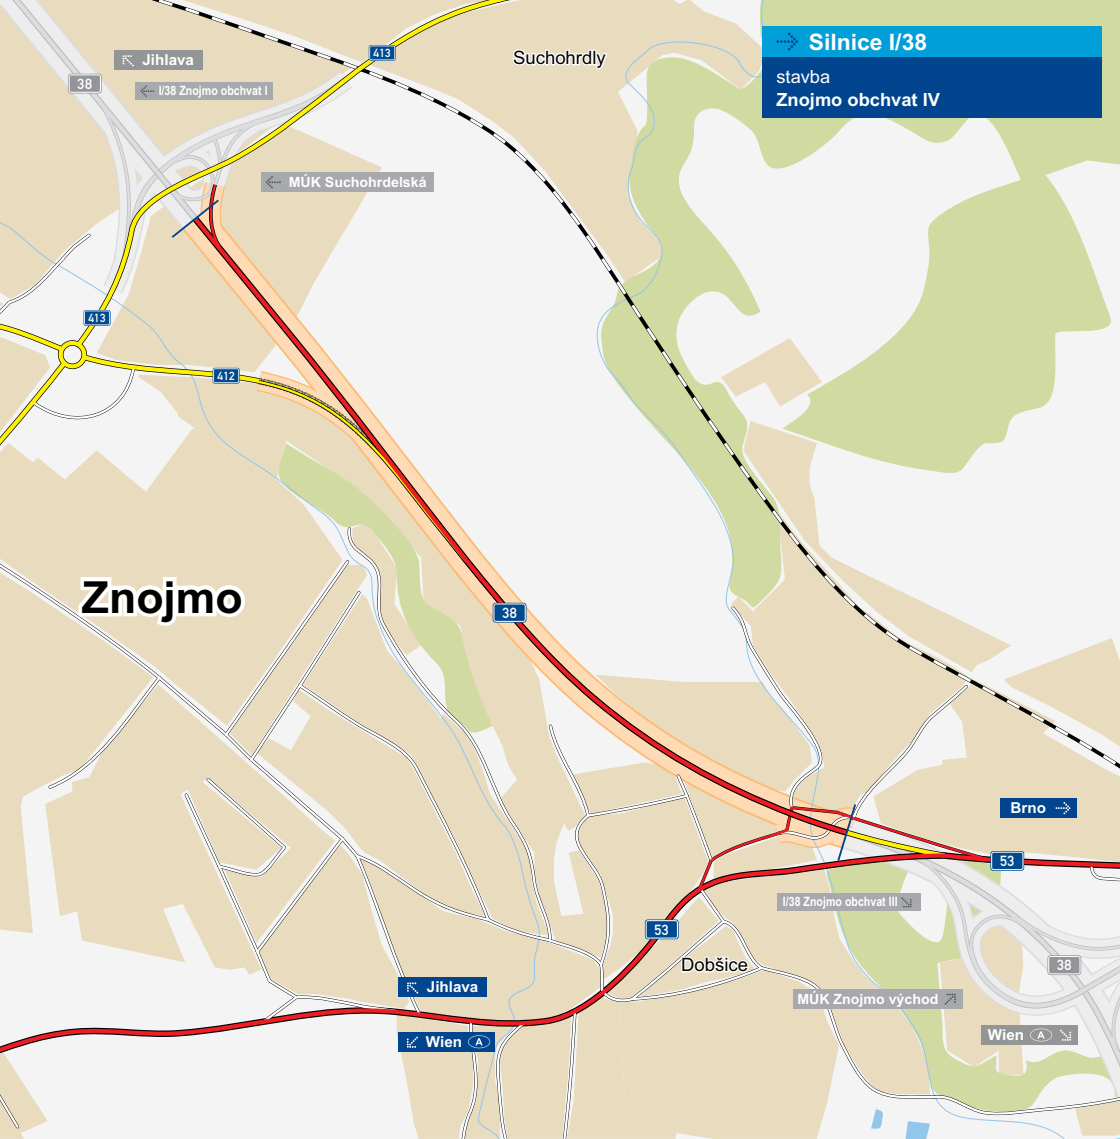 Silnice I/38
stavba
Znojmo obchvat IV
Suchohrdly
413
Jihlava
38
I/38 Znojmo obchvat I
MÚK Suchohrdelská
413
412
Znojmo
38
Brno
53
I/38 Znojmo obchvat III
53
Dobšice
38
Jihlava
MÚK Znojmo východ
Wien A
Wien A